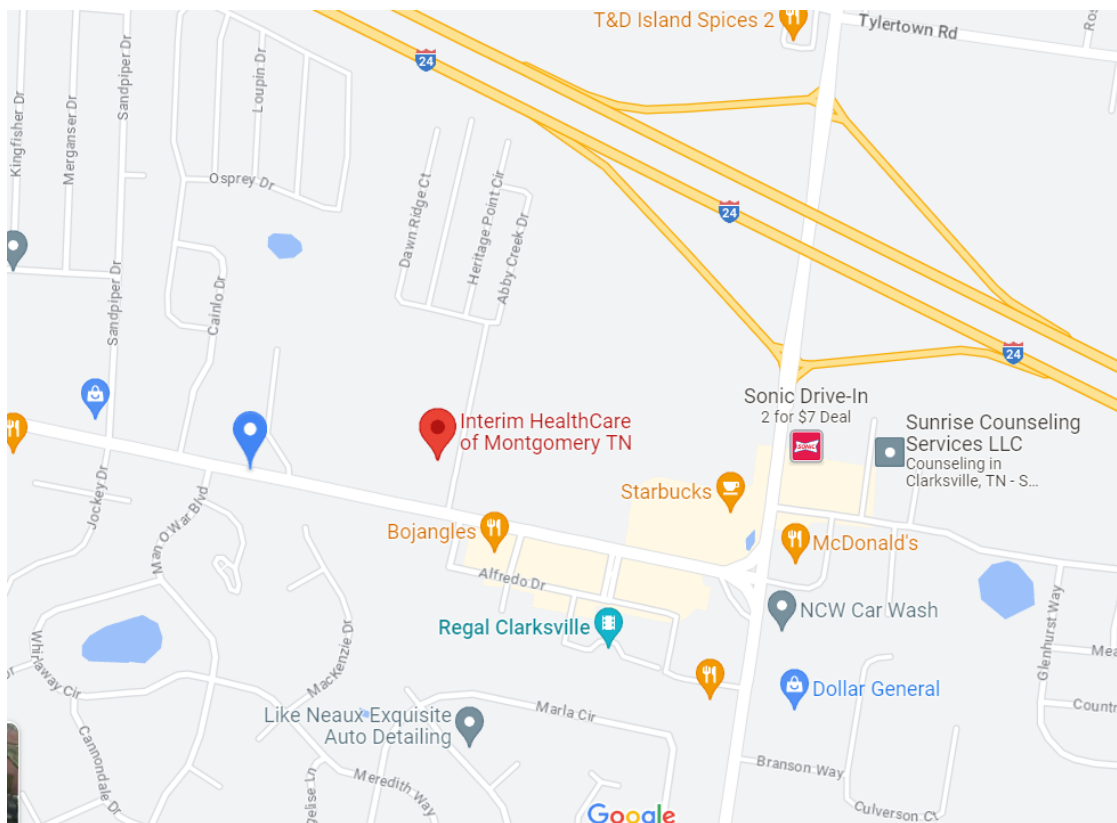 T&D Island Spices 2
Tylertown Rd
24
Kingfisher Dr
Merganser Dr
Sandpiper Dr
Loupin Dr
Osprey Dr
Dawn Ridge Ct
Heritage Point Cir
Abby Creek Dr
24
Sandpiper Dr
Cainlo Dr
24
Sonic Drive-In
2 for $7 Deal
SONIC
Sunrise Counseling
Services LLC
Counseling in
Clarksville, TN - S...
Interim HealthCare
of Montgomery TN
Jockey Dr
Man O War Blvd
Starbucks
Bojangles
McDonald's
Alfredo Dr
NCW Car Wash
Regal Clarksville
Glenhurst Way
Whirlaway Cir
MacKenzie Dr
Dollar General
Like Neaux Exquisite
Auto Detailing
Marla Cir
Cannondale Dr
Meredith Way
Branson Way
Google